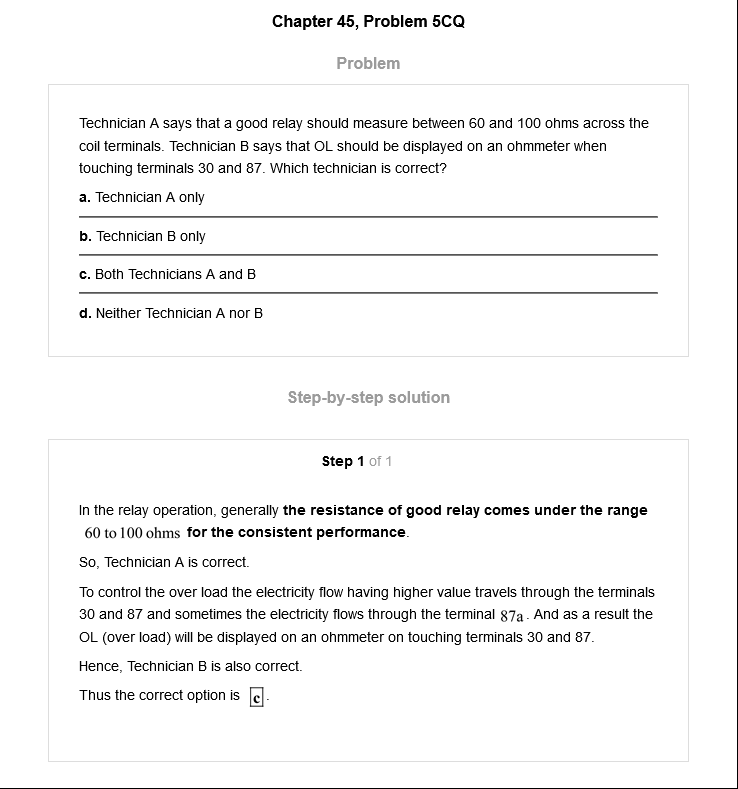 Chapter 45, Problem 5CQ
Problem
Technician A says that a good relay should measure between 60 and 100 ohms across the
coil terminals. Technician B says that OL should be displayed on an ohmmeter when
touching terminals 30 and 87. Which technician is correct?
a. Technician A only
b. Technician B only
c. Both Technicians A and B
d. Neither Technician A nor B
Step-by-step solution
Step 1 of 1
In the relay operation, generally the resistance of good relay comes under the range
60 to 100 ohms for the consistent performance.
So, Technician A is correct.
To control the over load the electricity flow having higher value travels through the terminals
30 and 87 and sometimes the electricity flows through the terminal 87a. And as a result the
OL (over load) will be displayed on an ohmmeter on touching terminals 30 and 87.
Hence, Technician B is also correct.
Thus the correct option is c.